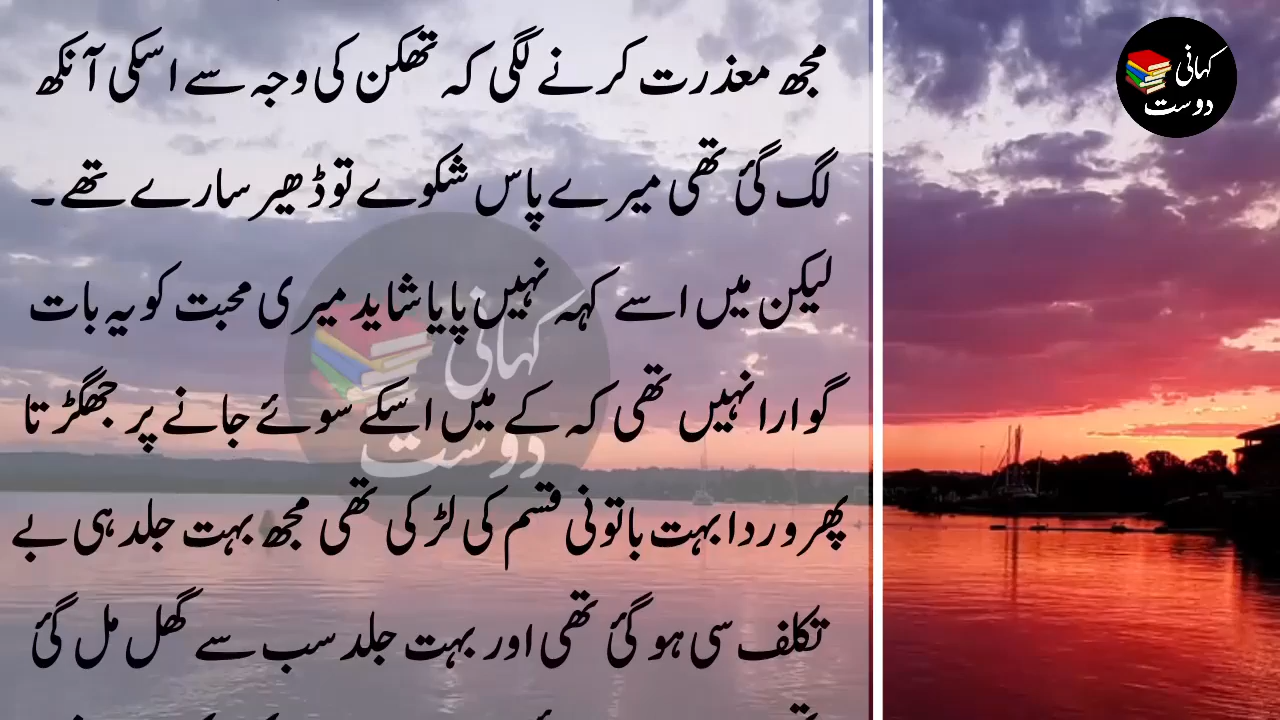 مجھ معذرت کرنے لگی کہ تھکن کی وجہ سے اسکی آنکھ
لگ گئ تھی میرے پاس شکوے تو ڈھیر سارے تھے۔
لیکن میں اسے کہہ نہیں پایا شاید میری محبت کو یہ بات
گوارا نہیں تھی کہ کے میں اسکے سوئے جانے پر جھگڑتا
پھر وردا بہت باتونی قسم کی لڑکی تھی مجھ بہت جلد ہی بے
تکلف سی ہو گئ تھی اور بہت جلد سب سے گھل مل گئ
کہانی
دوست
کہانی
دوست